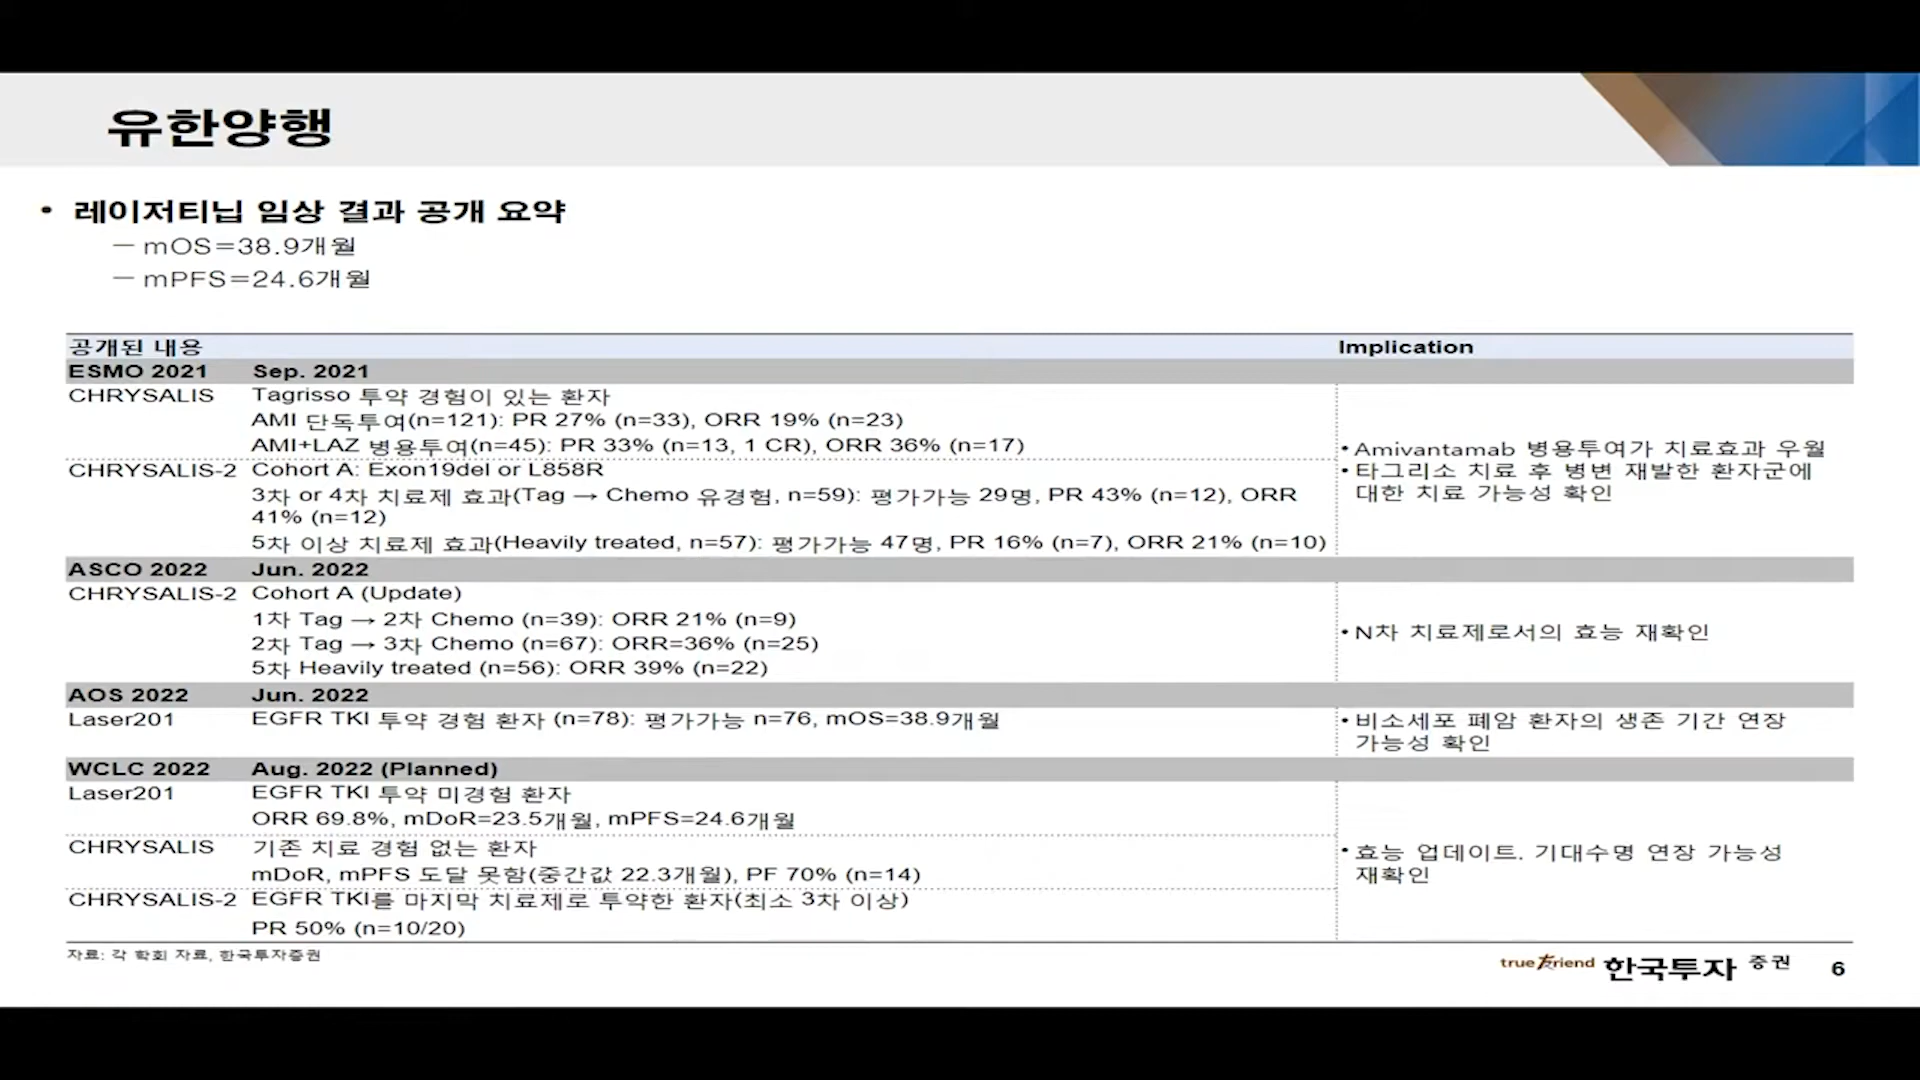 유한양행
• 레이저티닙 임상 결과 공개 요약
– mOS=38.9개월
– mPFS=24.6개월
공개된 내용 Implication
ESMO 2021 Sep. 2021
CHRYSALIS Tagrisso 투약 경험이 있는 환자
AMI 단독투여(n=121): PR 27% (n=33), ORR 19% (n=23)
AMI+LAZ 병용투여(n=45): PR 33% (n=13, 1 CR), ORR 36% (n=17)
CHRYSALIS-2 Cohort A: Exon19del or L858R
3차 or 4차 치료제 효과(Tag → Chemo 유경험, n=59): 평가가능 29명, PR 43% (n=12), ORR
41% (n=12)
5차 이상 치료제 효과(Heavily treated, n=57): 평가가능 47명, PR 16% (n=7), ORR 21% (n=10)
• Amivantamab 병용투여가 치료효과 우월
• 타그리소 치료 후 병변 재발한 환자군에
대한 치료 가능성 확인
ASCO 2022 Jun. 2022
CHRYSALIS-2 Cohort A (Update)
1차 Tag → 2차 Chemo (n=39): ORR 21% (n=9)
2차 Tag → 3차 Chemo (n=67): ORR=36% (n=25)
5차 Heavily treated (n=56): ORR 39% (n=22)
• N차 치료제로서의 효능 재확인
AOS 2022 Jun. 2022
Laser201 EGFR TKI 투약 경험 환자 (n=78): 평가가능 n=76, mOS=38.9개월
• 비소세포 폐암 환자의 생존 기간 연장
가능성 확인
WCLC 2022 Aug. 2022 (Planned)
Laser201 EGFR TKI 투약 미경험 환자
ORR 69.8%, mDoR=23.5개월, mPFS=24.6개월
CHRYSALIS 기존 치료 경험 없는 환자
mDoR, mPFS 도달 못함(중간값 22.3개월), PF 70% (n=14)
CHRYSALIS-2 EGFR TKI를 마지막 치료제로 투약한 환자(최소 3차 이상)
PR 50% (n=10/20)
• 효능 업데이트. 기대수명 연장 가능성
재확인
자료: 각 학회 자료, 한국투자증권
true友riend 한국투자 증권 6